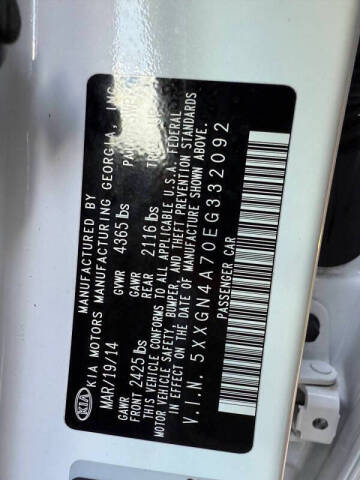 KIA
MANUFACTURED BY
KIA MOTORS MANUFACTURING GEORGIA, INC
MAR/19/14 GVWR 4365 lbs
GAWR GAWR
FRONT 2425 lbs REAR 2116 lbs
THIS VEHICLE CONFORMS TO ALL APPLICABLE U.S.A. FEDERAL
MOTOR VEHICLE SAFETY, BUMPER, AND THEFT PREVENTION STANDARDS
IN EFFECT ON THE DATE OF MANUFACTURE SHOWN ABOVE.
V.I.N. 5XXGN4A70EG332092
PASSENGER CAR